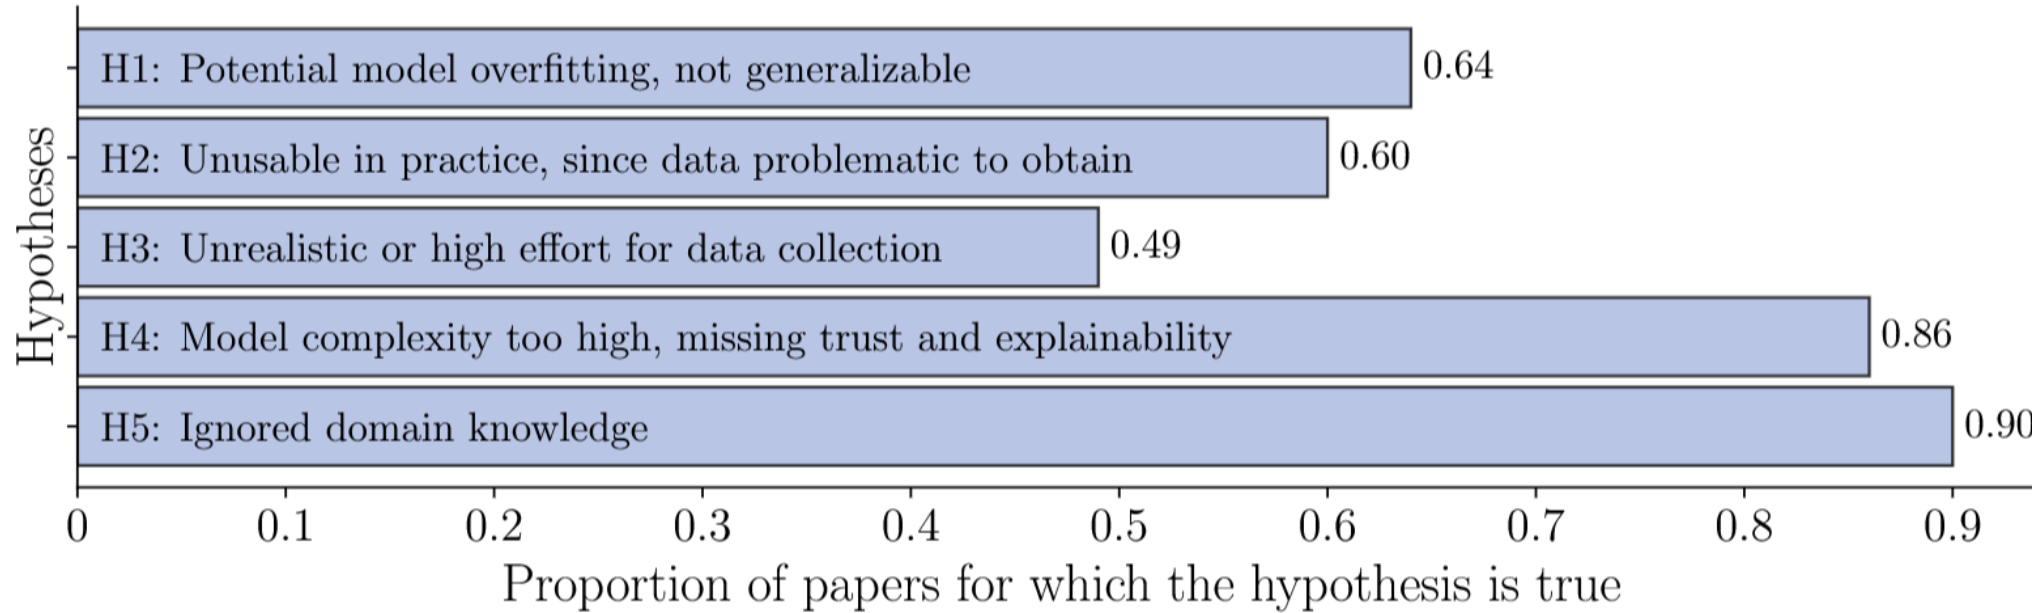 H1: Potential model overfitting, not generalizable
0.64
H2: Unusable in practice, since data problematic to obtain
0.60
H3: Unrealistic or high effort for data collection
0.49
H4: Model complexity too high, missing trust and explainability
0.86
H5: Ignored domain knowledge
0.90
Hypotheses
0 0.1 0.2 0.3 0.4 0.5 0.6 0.7 0.8 0.9
Proportion of papers for which the hypothesis is true